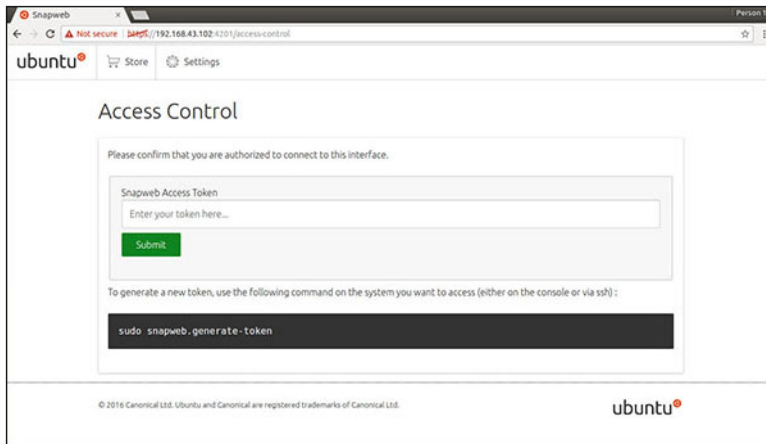 Snapweb
Person 1
Not secure | https://192.168.43.102:4201/access-control
ubuntu
Store
Settings
Access Control
Please confirm that you are authorized to connect to this interface.
Snapweb Access Token
Enter your token here...
Submit
To generate a new token, use the following command on the system you want to access (either on the console or via ssh) :
sudo snapweb.generate-token
© 2016 Canonical Ltd. Ubuntu and Canonical are registered trademarks of Canonical Ltd.
ubuntu